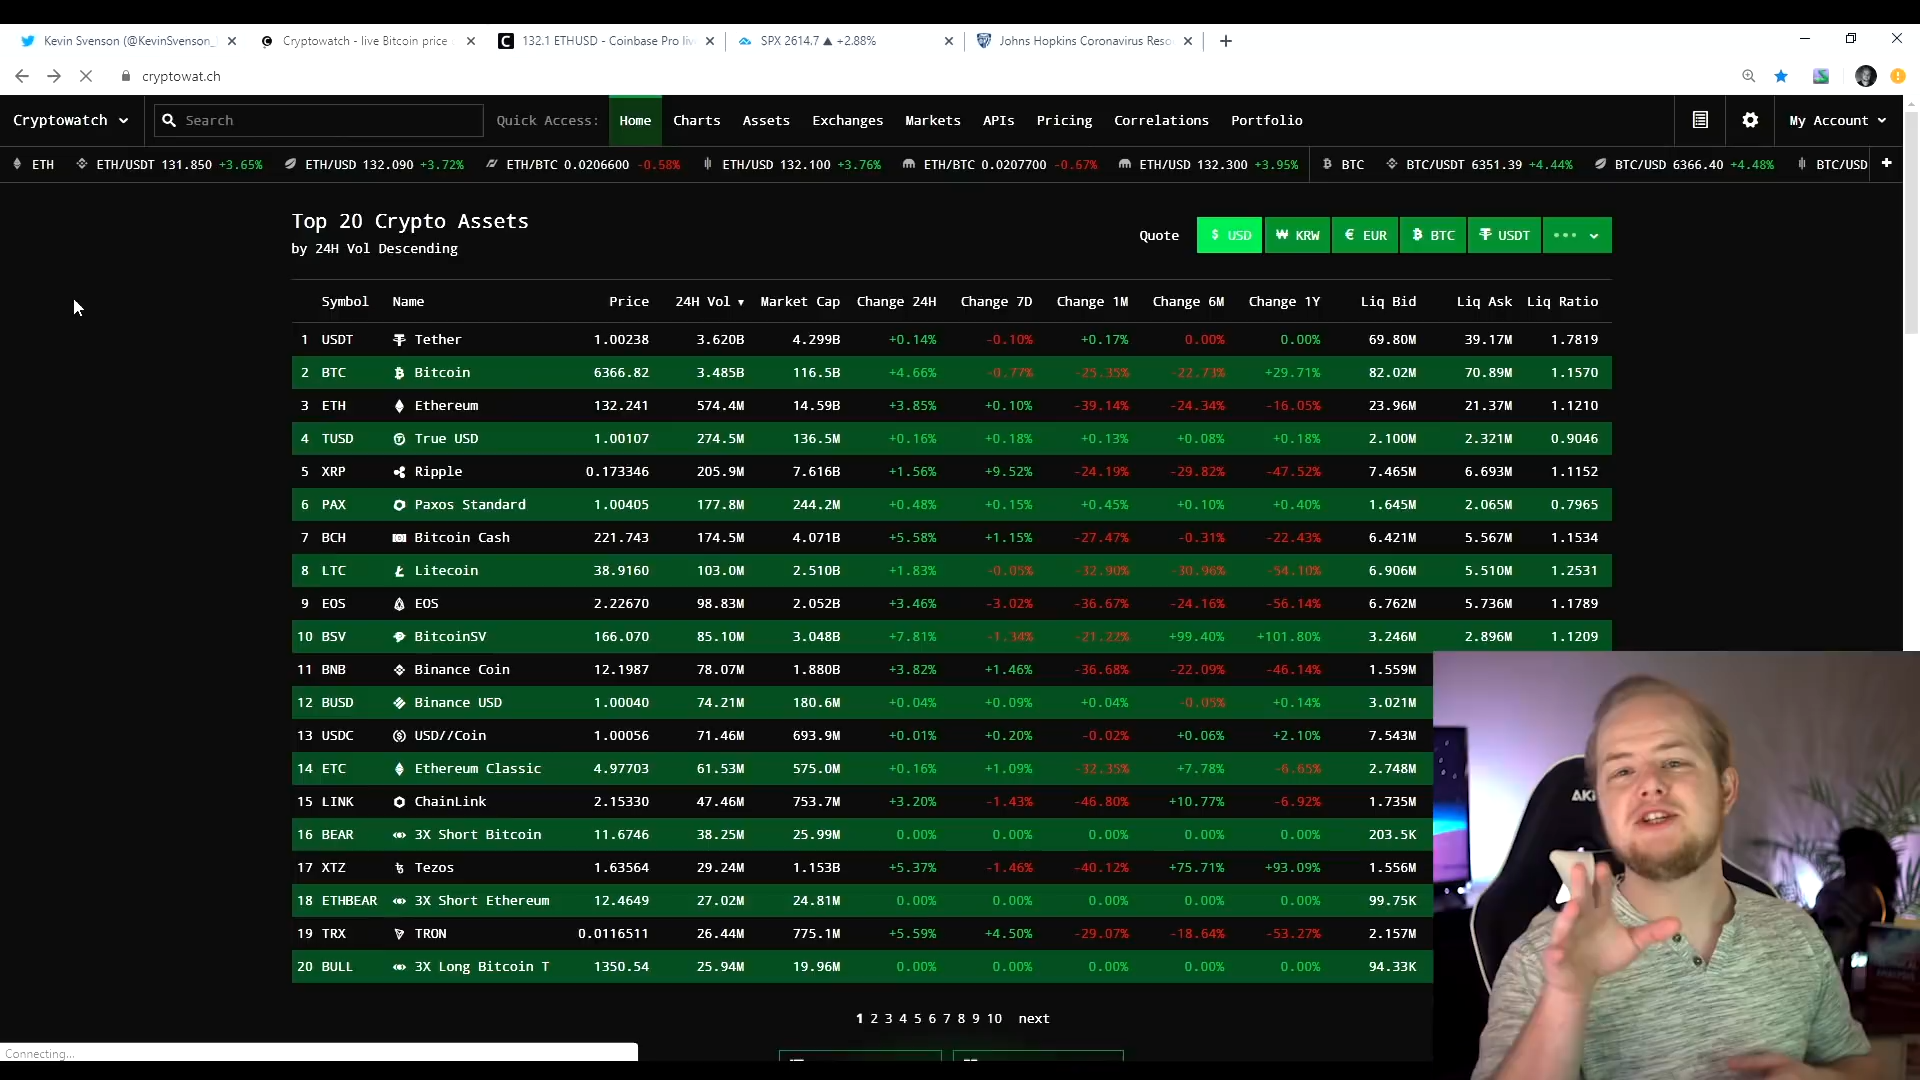 Kevin Svenson (@KevinSvenson_
Cryptowatch - live Bitcoin price
132.1 ETHUSD - Coinbase Pro liv
SPX 2614.7 ▲ +2.88%
Johns Hopkins Coronavirus Reso
cryptowat.ch
Cryptowatch Search Quick Access: Home Charts Assets Exchanges Markets APIs Pricing Correlations Portfolio My Account
ETH ETH/USDT 131.850 +3.65% ETH/USD 132.090 +3.72% ETH/BTC 0.0206600 -0.58% ETH/USD 132.100 +3.76% ETH/BTC 0.0207700 -0.67% ETH/USD 132.300 +3.95% BTC BTC/USDT 6351.39 +4.44% BTC/USD 6366.40 +4.48% BTC/USD
Top 20 Crypto Assets
by 24H Vol Descending
Quote $ USD ₩ KRW € EUR ₿ BTC ₮ USDT
Symbol Name Price 24H Vol ▼ Market Cap Change 24H Change 7D Change 1M Change 6M Change 1Y Liq Bid Liq Ask Liq Ratio
1 USDT Tether 1.00238 3.620B 4.299B +0.14% -0.10% +0.17% 0.00% 0.00% 69.80M 39.17M 1.7819
2 BTC Bitcoin 6366.82 3.485B 116.5B +4.66% -0.77% -25.35% -22.73% +29.71% 82.02M 70.89M 1.1570
3 ETH Ethereum 132.241 574.4M 14.59B +3.85% +0.10% -39.14% -24.34% -16.05% 23.96M 21.37M 1.1210
4 TUSD True USD 1.00107 274.5M 136.5M +0.16% +0.18% +0.13% +0.08% +0.18% 2.100M 2.321M 0.9046
5 XRP Ripple 0.173346 205.9M 7.616B +1.56% +9.52% -24.19% -29.82% -47.52% 7.465M 6.693M 1.1152
6 PAX Paxos Standard 1.00405 177.8M 244.2M +0.48% +0.15% +0.45% +0.10% +0.40% 1.645M 2.065M 0.7965
7 BCH Bitcoin Cash 221.743 174.5M 4.071B +5.58% +1.15% -27.47% -0.31% -22.43% 6.421M 5.567M 1.1534
8 LTC Litecoin 38.9160 103.0M 2.510B +1.83% -0.05% -32.90% -30.96% -54.10% 6.906M 5.510M 1.2531
9 EOS EOS 2.22670 98.83M 2.052B +3.46% -3.02% -36.67% -24.16% -56.14% 6.762M 5.736M 1.1789
10 BSV BitcoinSV 166.070 85.10M 3.048B +7.81% -1.34% -21.22% +99.40% +101.80% 3.246M 2.896M 1.1209
11 BNB Binance Coin 12.1987 78.07M 1.880B +3.82% +1.46% -36.68% -22.09% -46.14% 1.559M
12 BUSD Binance USD 1.00040 74.21M 180.6M +0.04% +0.09% +0.04% -0.05% +0.14% 3.021M
13 USDC USD//Coin 1.00056 71.46M 693.9M +0.01% +0.20% -0.02% +0.06% +2.10% 7.543M
14 ETC Ethereum Classic 4.97703 61.53M 575.0M +0.16% +1.09% -32.35% +7.78% -6.65% 2.748M
15 LINK ChainLink 2.15330 47.46M 753.7M +3.20% -1.43% -46.80% +10.77% -6.92% 1.735M
16 BEAR 3X Short Bitcoin 11.6746 38.25M 25.99M 0.00% 0.00% 0.00% 0.00% 0.00% 203.5K
17 XTZ Tezos 1.63564 29.24M 1.153B +5.37% -1.46% -40.12% +75.71% +93.09% 1.556M
18 ETHBEAR 3X Short Ethereum 12.4649 27.02M 24.81M 0.00% 0.00% 0.00% 0.00% 0.00% 99.75K
19 TRX TRON 0.0116511 26.44M 775.1M +5.59% +4.50% -29.07% -18.64% -53.27% 2.157M
20 BULL 3X Long Bitcoin T 1350.54 25.94M 19.96M 0.00% 0.00% 0.00% 0.00% 0.00% 94.33K
1 2 3 4 5 6 7 8 9 10 next
Connecting...